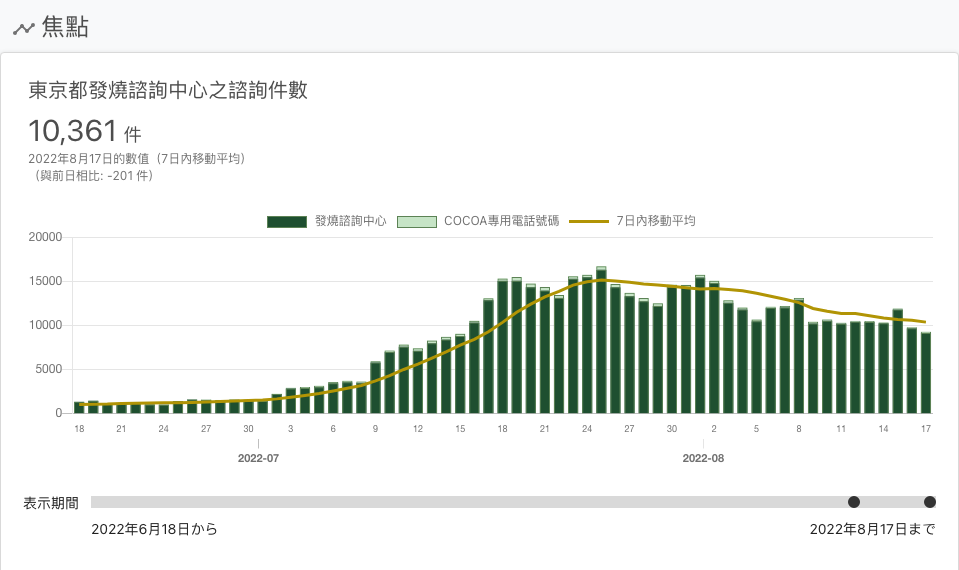 焦點
東京都發燒諮詢中心之諮詢件數
10,361 件
2022年8月17日的數值（7日內移動平均）
（與前日相比: -201 件）
發燒諮詢中心 COCOA專用電話號碼 7日內移動平均
20000
15000
10000
5000
0
18 21 24 27 30 3 6 9 12 15 18 21 24 27 30 2 5 8 11 14 17
2022-07 2022-08
表示期間
2022年6月18日から 2022年8月17日まで